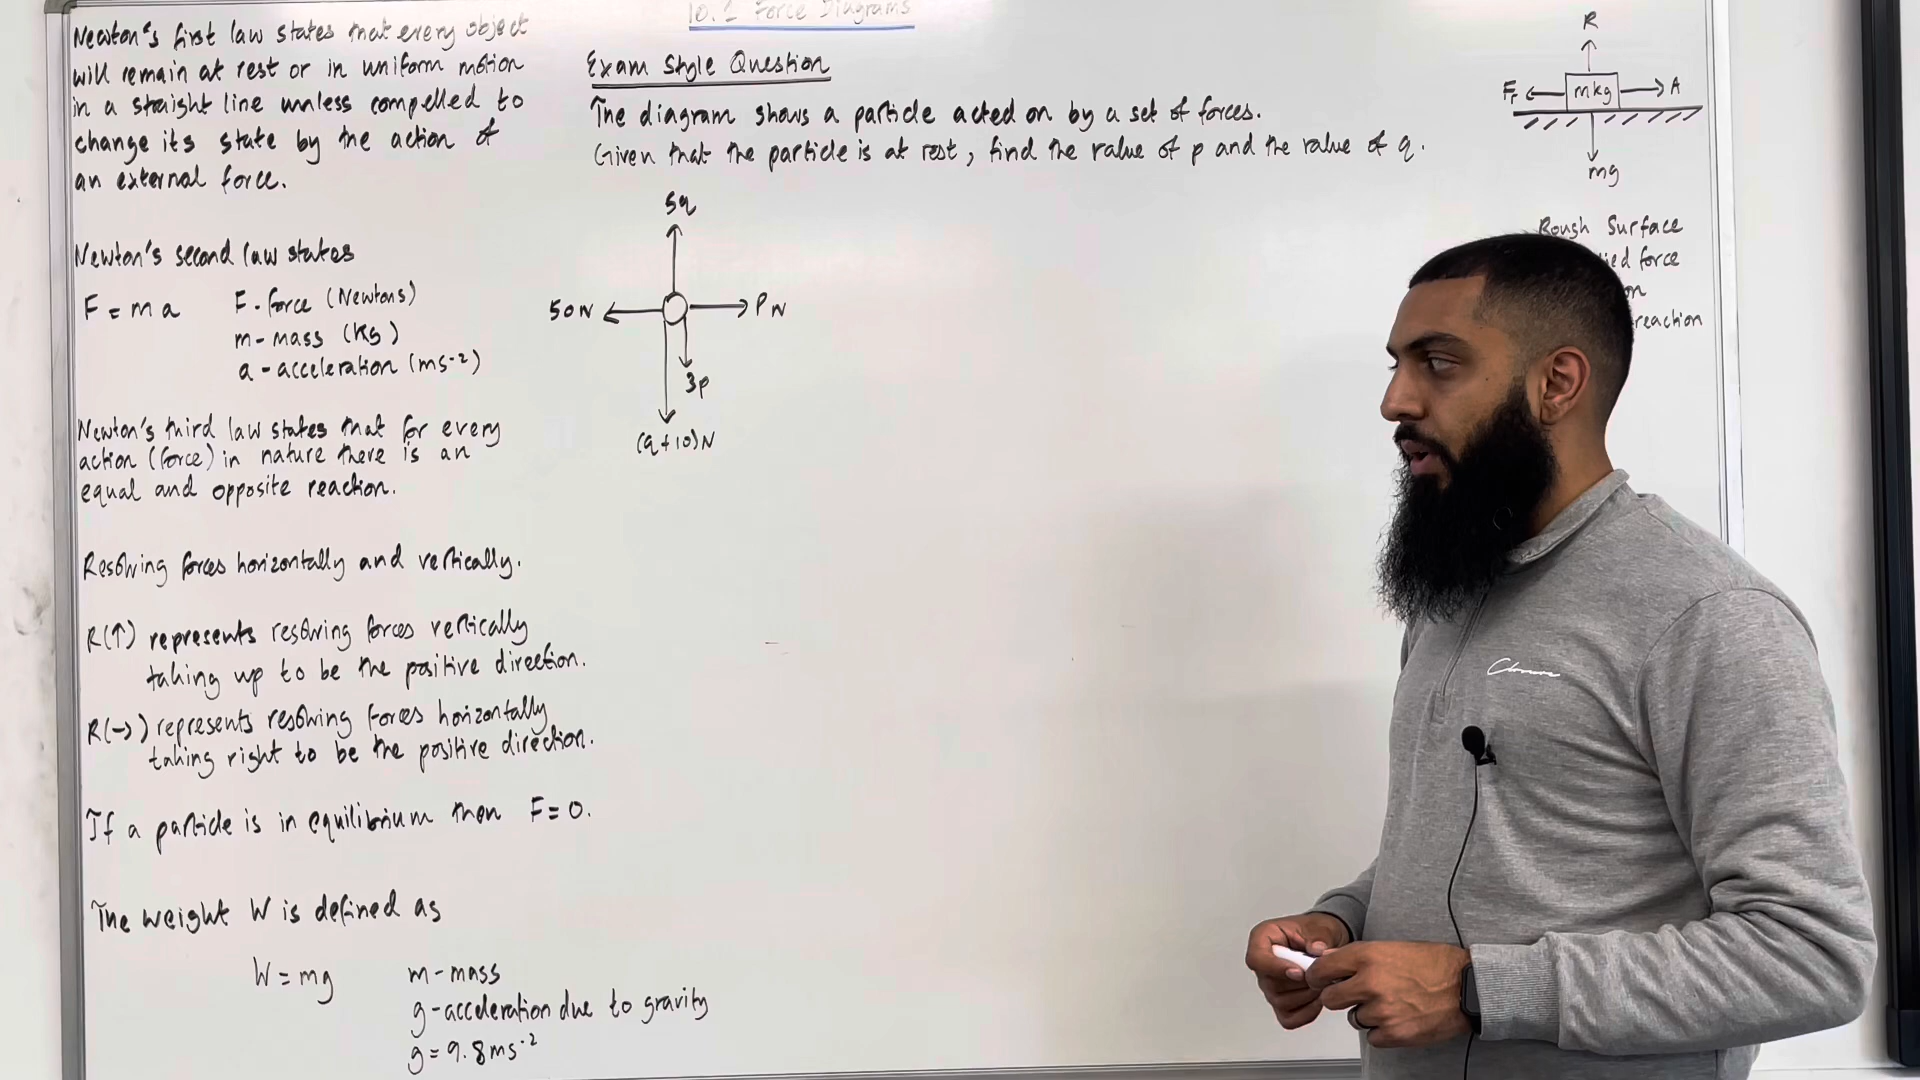 10.1 Force Diagrams
Newton's first law states that every object
will remain at rest or in uniform motion
in a straight line unless compelled to
change its state by the action of
an external force.
Newton's second law states
F = ma
F - force (Newtons)
m - mass (kg)
a - acceleration (ms⁻²)
Newton's third law states that for every
action (force) in nature there is an
equal and opposite reaction.
Resolving forces horizontally and vertically.
R(↑) represents resolving forces vertically
taking up to be the positive direction.
R(→) represents resolving forces horizontally
taking right to be the positive direction.
If a particle is in equilibrium then F = 0.
The weight W is defined as
W = mg
m - mass
g - acceleration due to gravity
g = 9.8ms⁻²
Exam Style Question
The diagram shows a particle acted on by a set of forces.
Given that the particle is at rest, find the value of p and the value of q.
5q
50N
PN
3p
(q+10)N
R
Fr
mkg
A
mg
Rough Surface
force
reaction